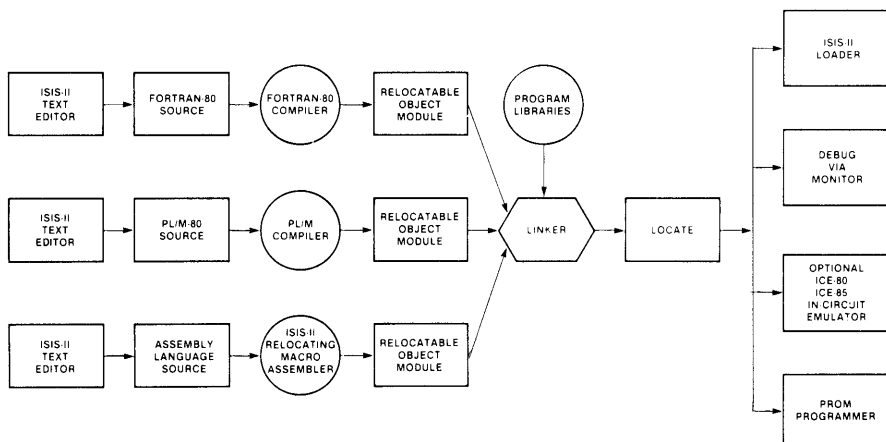 ISIS-II
TEXT
EDITOR
FORTRAN-80
SOURCE
FORTRAN-80
COMPILER
RELOCATABLE
OBJECT
MODULE
PROGRAM
LIBRARIES
ISIS-II
TEXT
EDITOR
PL/M-80
SOURCE
PL/M
COMPILER
RELOCATABLE
OBJECT
MODULE
LINKER
LOCATE
ISIS-II
TEXT
EDITOR
ASSEMBLY
LANGUAGE
SOURCE
ISIS-II
RELOCATING
MACRO
ASSEMBLER
RELOCATABLE
OBJECT
MODULE
ISIS-II
LOADER
DEBUG
VIA
MONITOR
OPTIONAL
ICE-80
ICE-85
IN-CIRCUIT
EMULATOR
PROM
PROGRAMMER